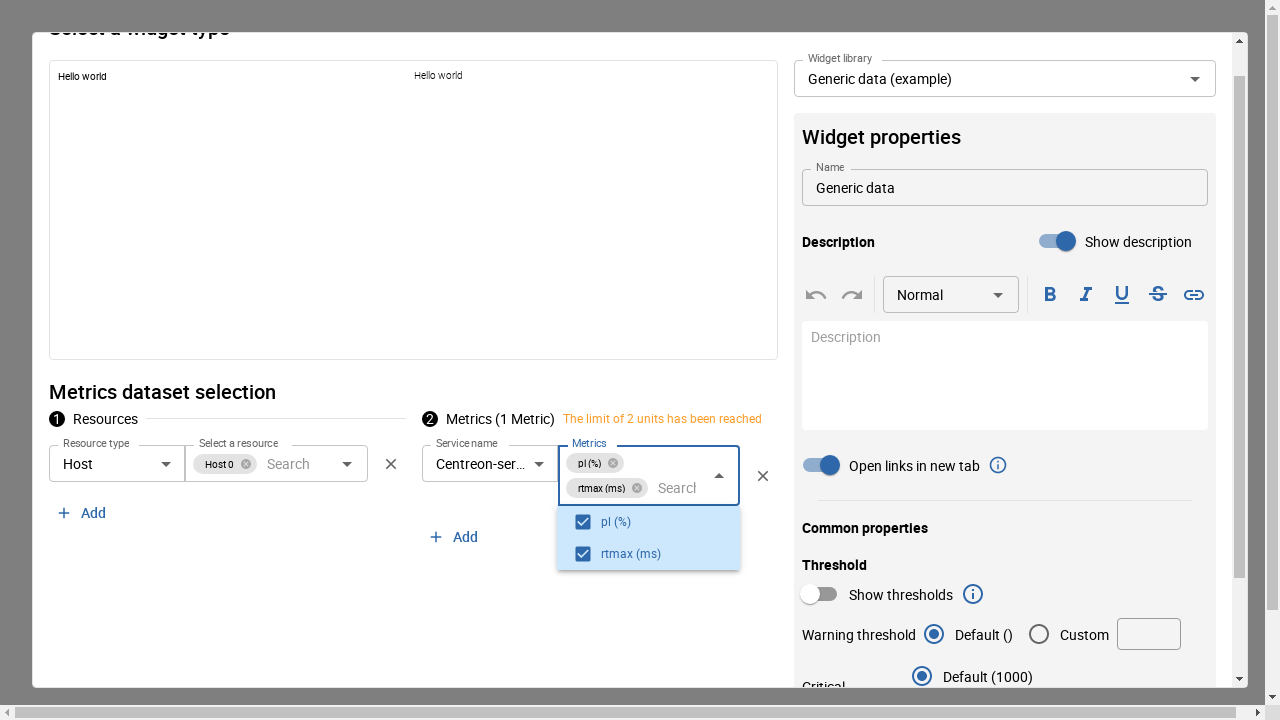 Select a widget type
Hello world
Hello world
Widget library
Generic data (example)
Widget properties
Name
Generic data
Description
Show description
Normal
B I U S
Description
Open links in new tab
Common properties
Threshold
Show thresholds
Warning threshold
Default ()
Custom
Critical
Default (1000)
Metrics dataset selection
1 Resources
Resource type
Host
Select a resource
Host 0
Search
Add
2 Metrics (1 Metric)
The limit of 2 units has been reached
Service name
Centreon-ser...
Metrics
pl (%)
rtmax (ms)
Search
pl (%)
rtmax (ms)
Add